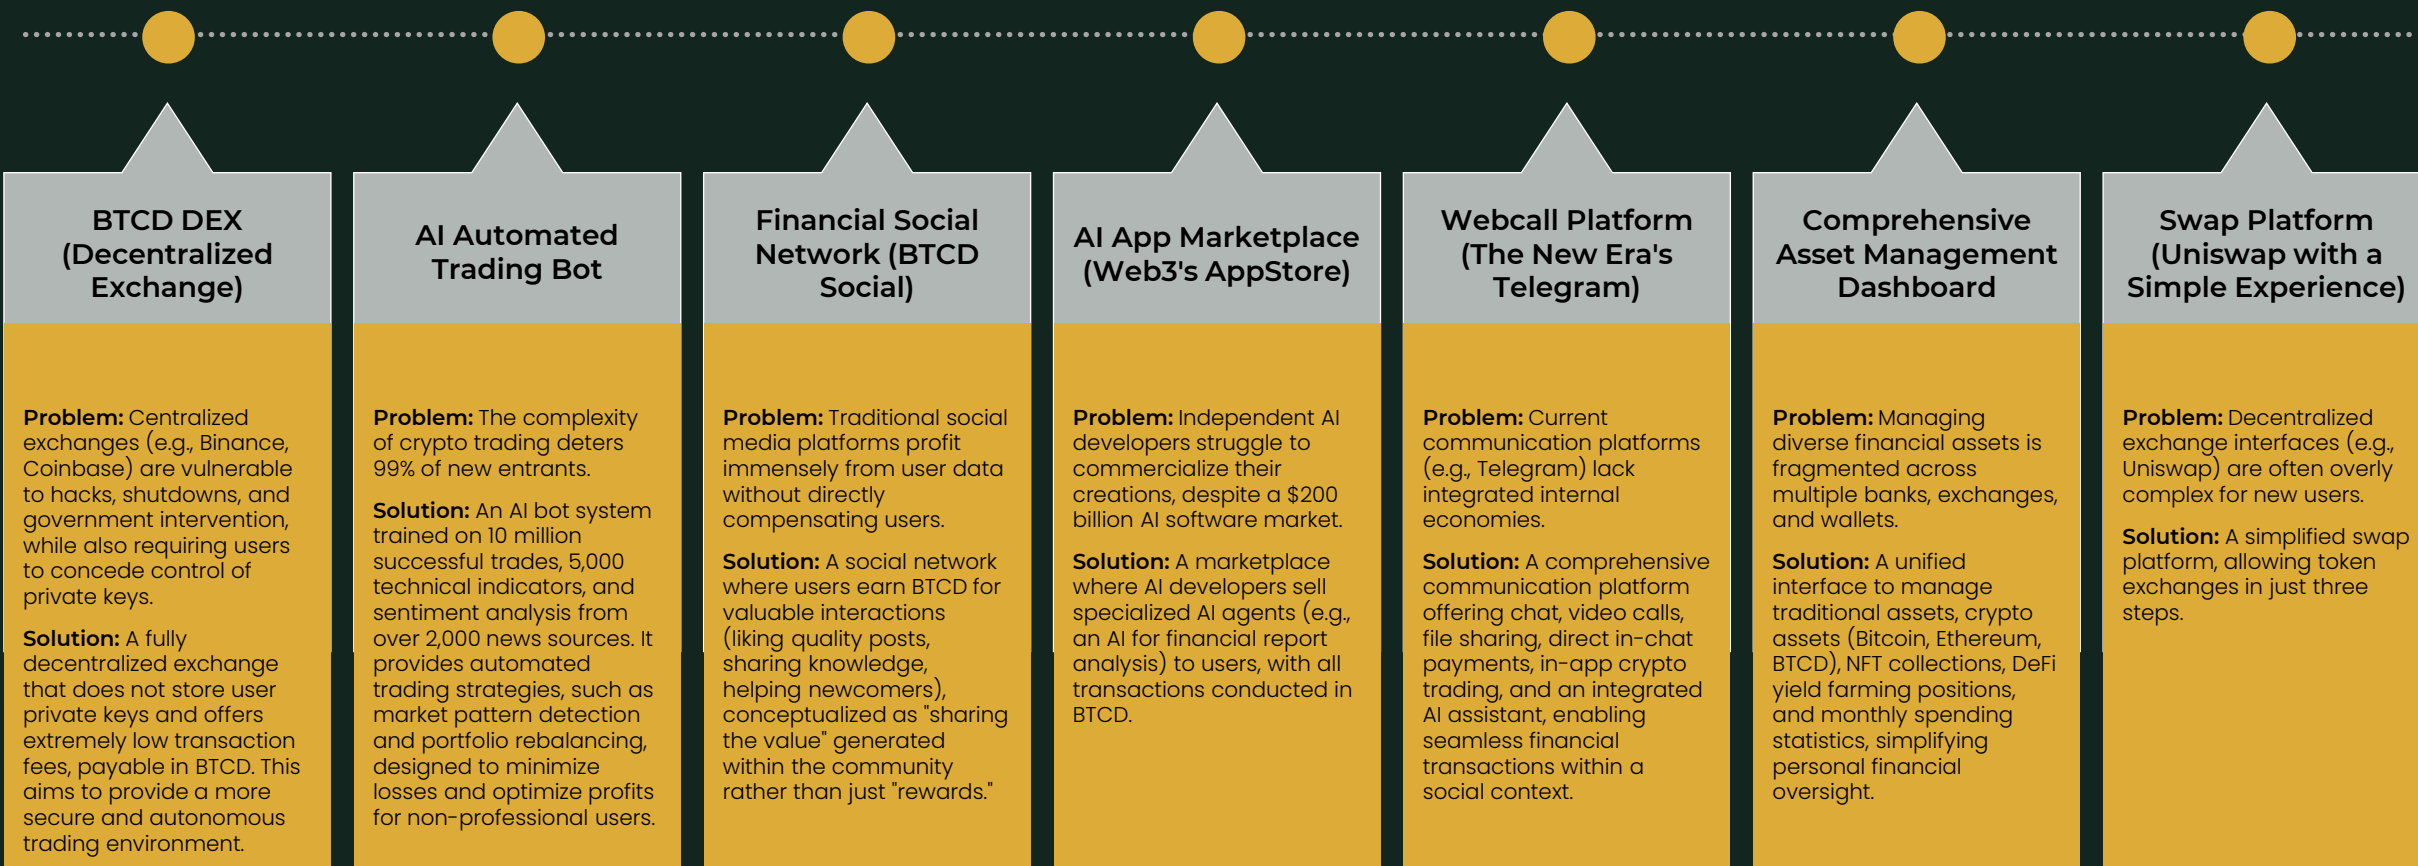 BTCD DEX
(Decentralized
Exchange)
Problem: Centralized
exchanges (e.g., Binance,
Coinbase) are vulnerable
to hacks, shutdowns, and
government intervention,
while also requiring users
to concede control of
private keys.
Solution: A fully
decentralized exchange
that does not store user
private keys and offers
extremely low transaction
fees, payable in BTCD. This
aims to provide a more
secure and autonomous
trading environment.
AI Automated
Trading Bot
Problem: The complexity
of crypto trading deters
99% of new entrants.
Solution: An AI bot system
trained on 10 million
successful trades, 5,000
technical indicators, and
sentiment analysis from
over 2,000 news sources. It
provides automated
trading strategies, such as
market pattern detection
and portfolio rebalancing,
designed to minimize
losses and optimize profits
for non-professional users.
Financial Social
Network (BTCD
Social)
Problem: Traditional social
media platforms profit
immensely from user data
without directly
compensating users.
Solution: A social network
where users earn BTCD for
valuable interactions
(liking quality posts,
sharing knowledge,
helping newcomers),
conceptualized as "sharing
the value" generated
within the community
rather than just "rewards."
AI App Marketplace
(Web3's AppStore)
Problem: Independent AI
developers struggle to
commercialize their
creations, despite a $200
billion AI software market.
Solution: A marketplace
where AI developers sell
specialized AI agents (e.g.,
an AI for financial report
analysis) to users, with all
transactions conducted in
BTCD.
Webcall Platform
(The New Era's
Telegram)
Problem: Current
communication platforms
(e.g., Telegram) lack
integrated internal
economies.
Solution: A comprehensive
communication platform
offering chat, video calls,
file sharing, direct in-chat
payments, in-app crypto
trading, and an integrated
AI assistant, enabling
seamless financial
transactions within a
social context.
Comprehensive
Asset Management
Dashboard
Problem: Managing
diverse financial assets is
fragmented across
multiple banks, exchanges,
and wallets.
Solution: A unified
interface to manage
traditional assets, crypto
assets (Bitcoin, Ethereum,
BTCD), NFT collections, DeFi
yield farming positions,
and monthly spending
statistics, simplifying
personal financial
oversight.
Swap Platform
(Uniswap with a
Simple Experience)
Problem: Decentralized
exchange interfaces (e.g.,
Uniswap) are often overly
complex for new users.
Solution: A simplified swap
platform, allowing token
exchanges in just three
steps.